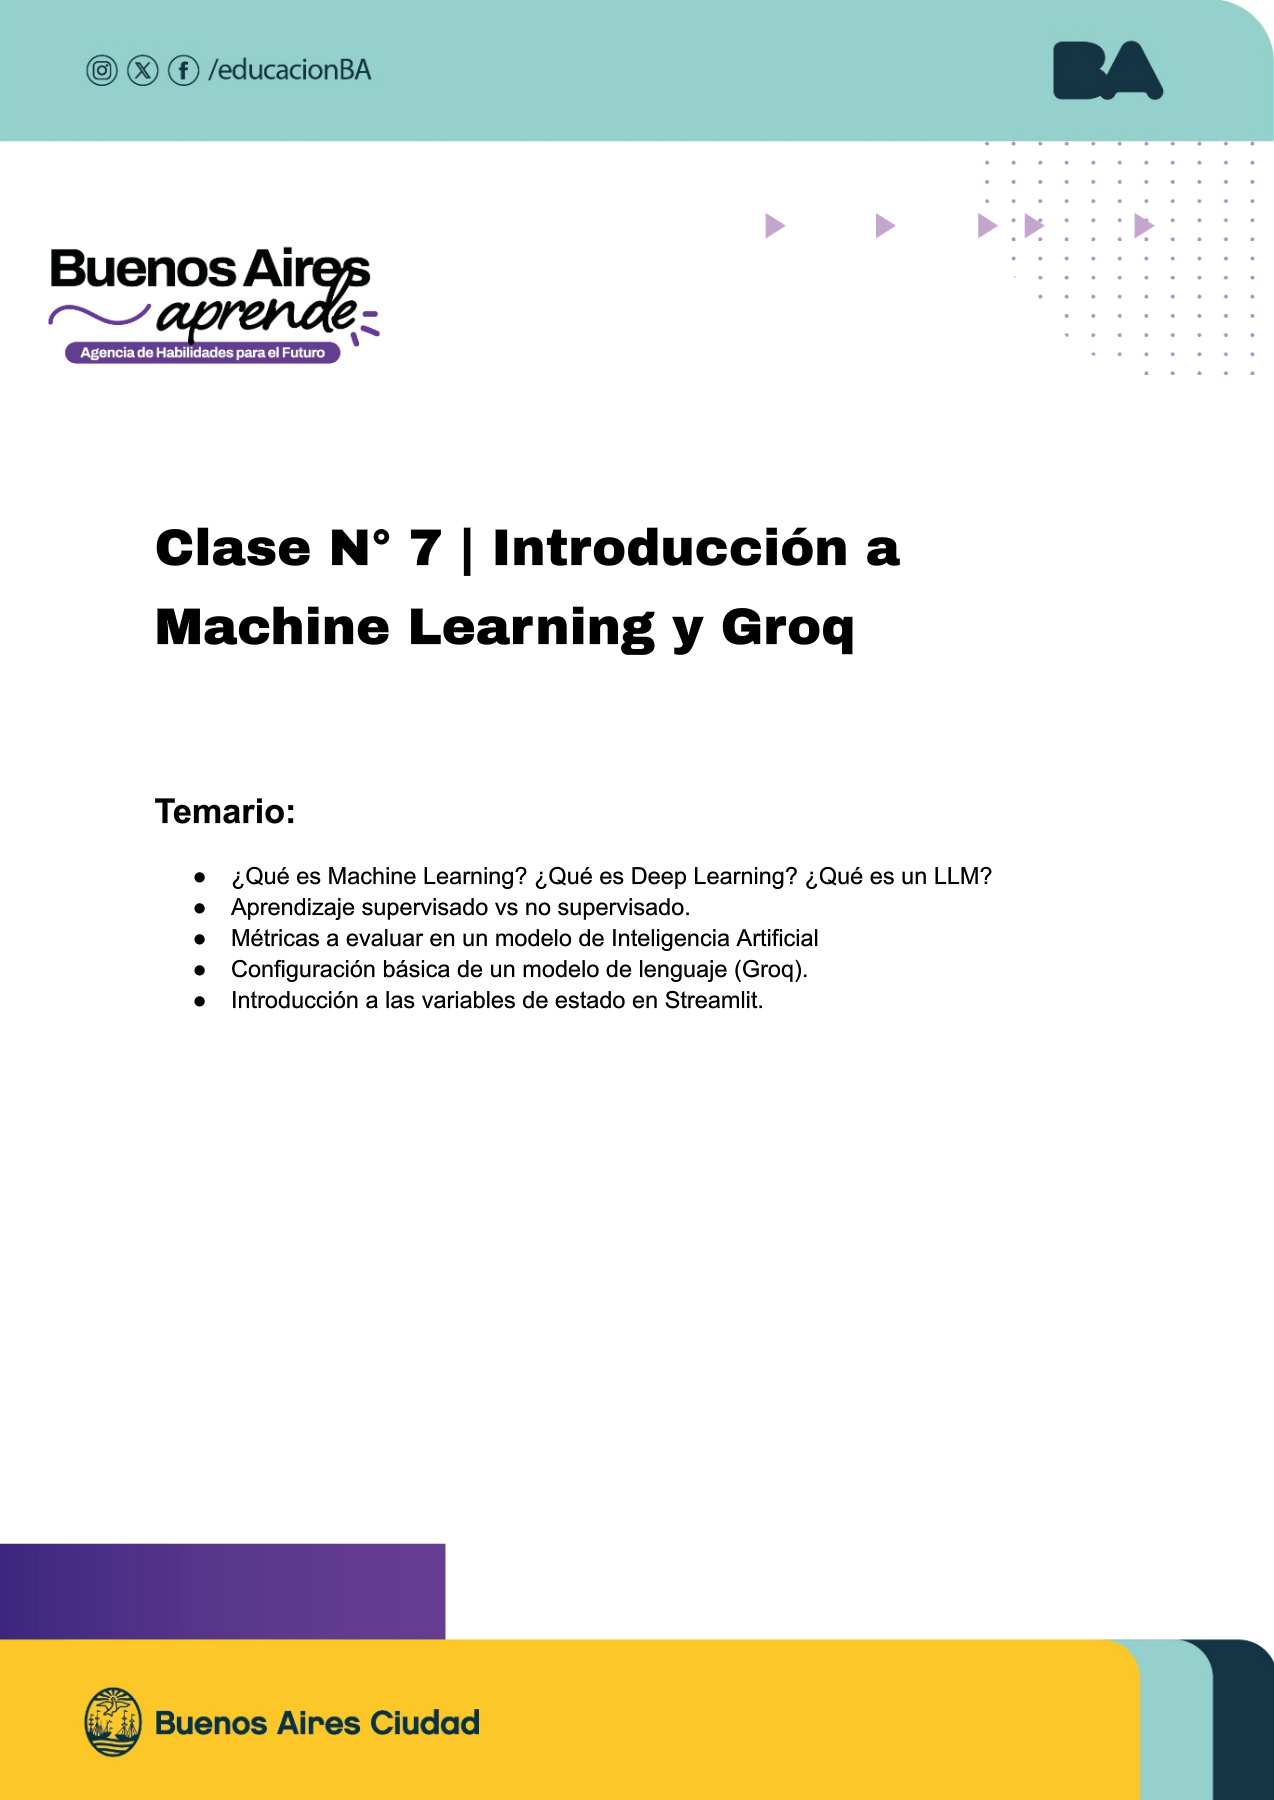 /educacionBA
BA
Buenos Aires
aprende
Agencia de Habilidades para el Futuro
Clase N° 7 | Introducción a
Machine Learning y Groq
Temario:
● ¿Qué es Machine Learning? ¿Qué es Deep Learning? ¿Qué es un LLM?
● Aprendizaje supervisado vs no supervisado.
● Métricas a evaluar en un modelo de Inteligencia Artificial
● Configuración básica de un modelo de lenguaje (Groq).
● Introducción a las variables de estado en Streamlit.
Buenos Aires Ciudad